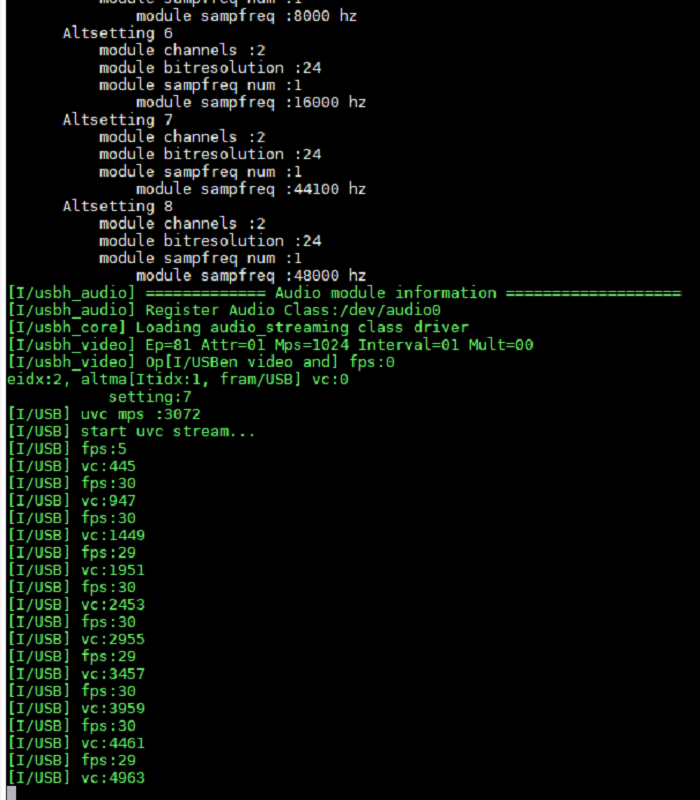 module sampfreq :8000 hz
Altsetting 6
module channels :2
module bitresolution :24
module sampfreq num :1
module sampfreq :16000 hz
Altsetting 7
module channels :2
module bitresolution :24
module sampfreq num :1
module sampfreq :44100 hz
Altsetting 8
module channels :2
module bitresolution :24
module sampfreq num :1
module sampfreq :48000 hz
[I/usbh_audio] ============= Audio module information ===================
[I/usbh_audio] Register Audio Class:/dev/audio0
[I/usbh_core] Loading audio_streaming class driver
[I/usbh_video] Ep=81 Attr=01 Mps=1024 Interval=01 Mult=00
[I/usbh_video] Op[I/USBen video and] fps:0
eidx:2, altma[Itidx:1, fram/USB] vc:0
setting:7
[I/USB] uvc mps :3072
[I/USB] start uvc stream...
[I/USB] fps:5
[I/USB] vc:445
[I/USB] fps:30
[I/USB] vc:947
[I/USB] fps:30
[I/USB] vc:1449
[I/USB] fps:29
[I/USB] vc:1951
[I/USB] fps:30
[I/USB] vc:2453
[I/USB] fps:30
[I/USB] vc:2955
[I/USB] fps:29
[I/USB] vc:3457
[I/USB] fps:30
[I/USB] vc:3959
[I/USB] fps:30
[I/USB] vc:4461
[I/USB] fps:29
[I/USB] vc:4963